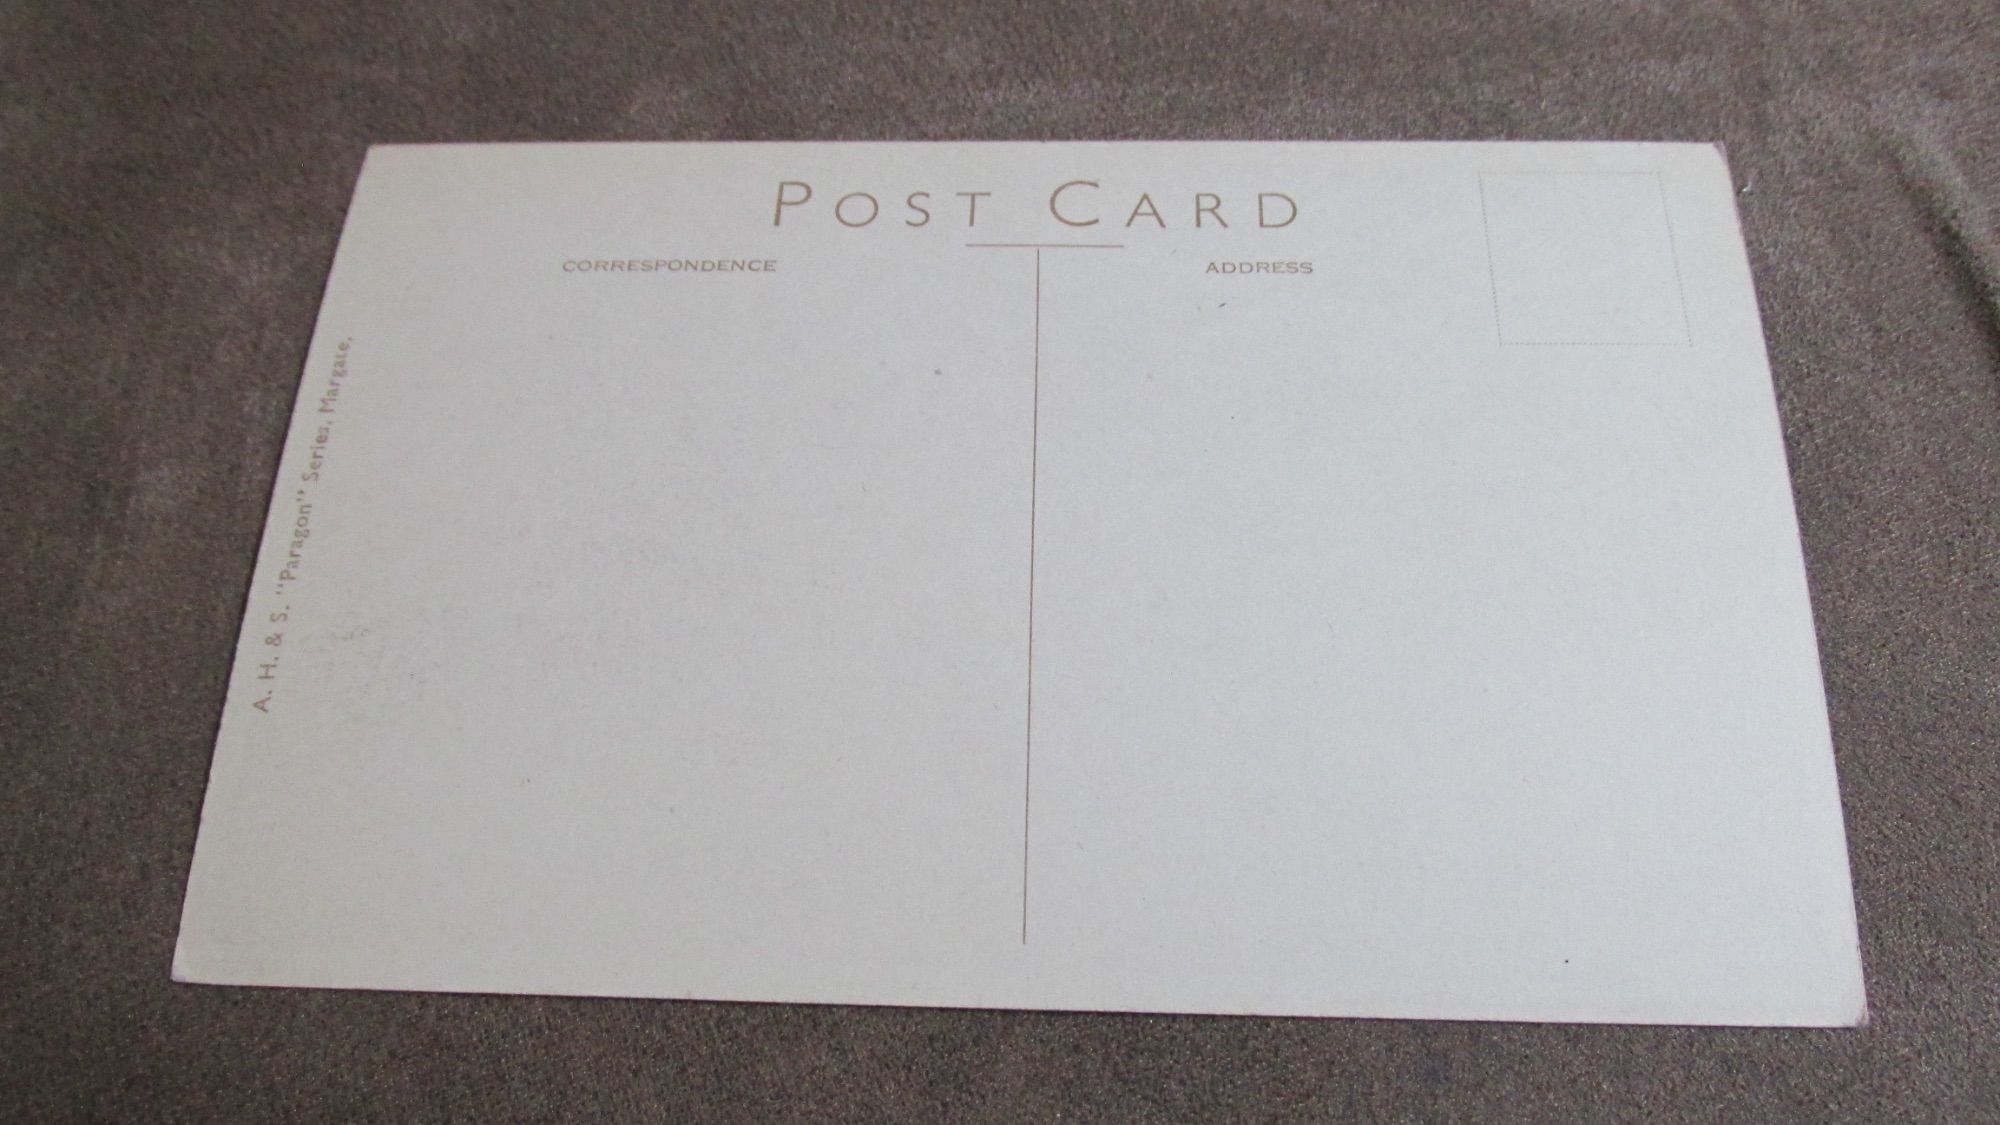 POST CARD
CORRESPONDENCE
ADDRESS
A. H. & S. "Paragon" Series, Margate,